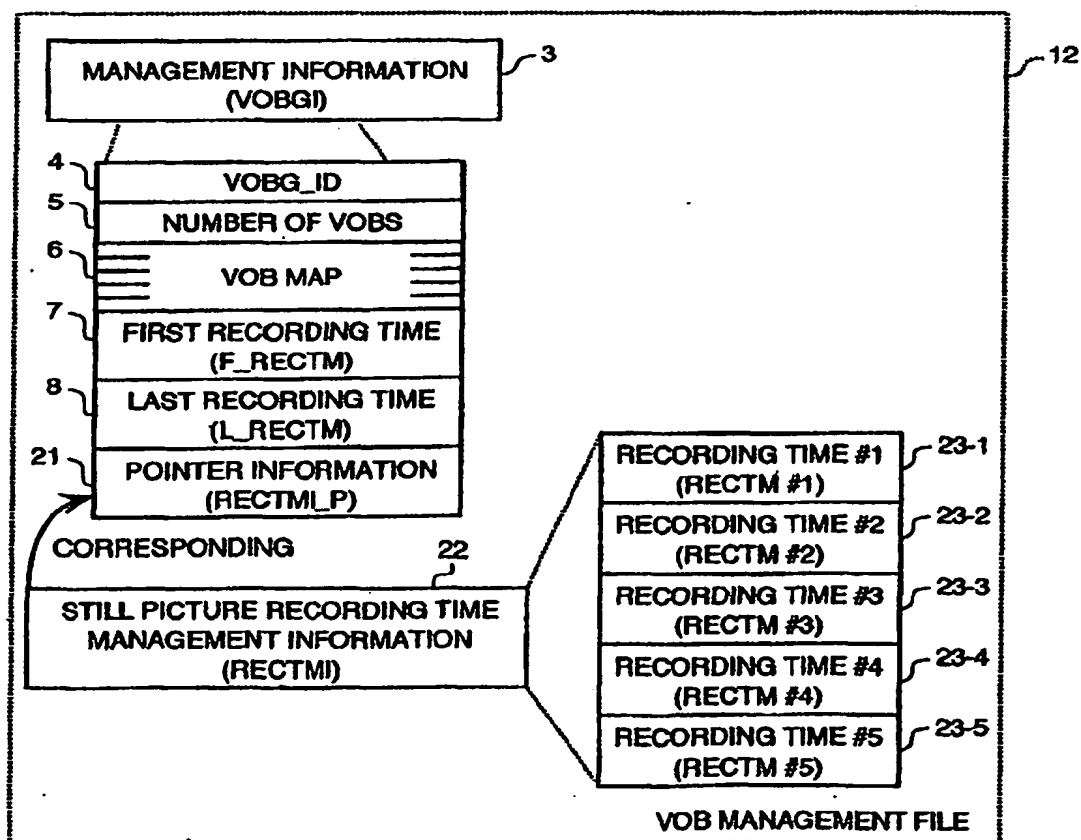 MANAGEMENT INFORMATION
(VOBGI)
3
12
4
VOBG_ID
5
NUMBER OF VOBS
6
VOB MAP
7
FIRST RECORDING TIME
(F_RECTM)
8
LAST RECORDING TIME
(L_RECTM)
21
POINTER INFORMATION
(RECTMI_P)
CORRESPONDING
22
STILL PICTURE RECORDING TIME
MANAGEMENT INFORMATION
(RECTMI)
RECORDING TIME #1
(RECTM #1)
23-1
RECORDING TIME #2
(RECTM #2)
23-2
RECORDING TIME #3
(RECTM #3)
23-3
RECORDING TIME #4
(RECTM #4)
23-4
RECORDING TIME #5
(RECTM #5)
23-5
VOB MANAGEMENT FILE